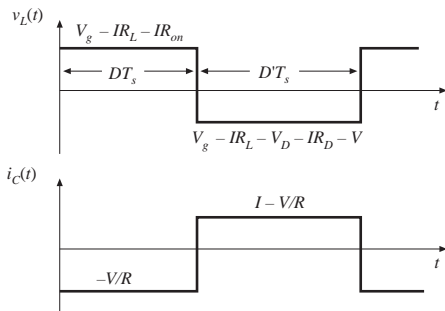 v_L(t)
V_g – IR_L – IR_on
DT_s
D'T_s
t
V_g – IR_L – V_D – IR_D – V
i_C(t)
I – V/R
t
–V/R